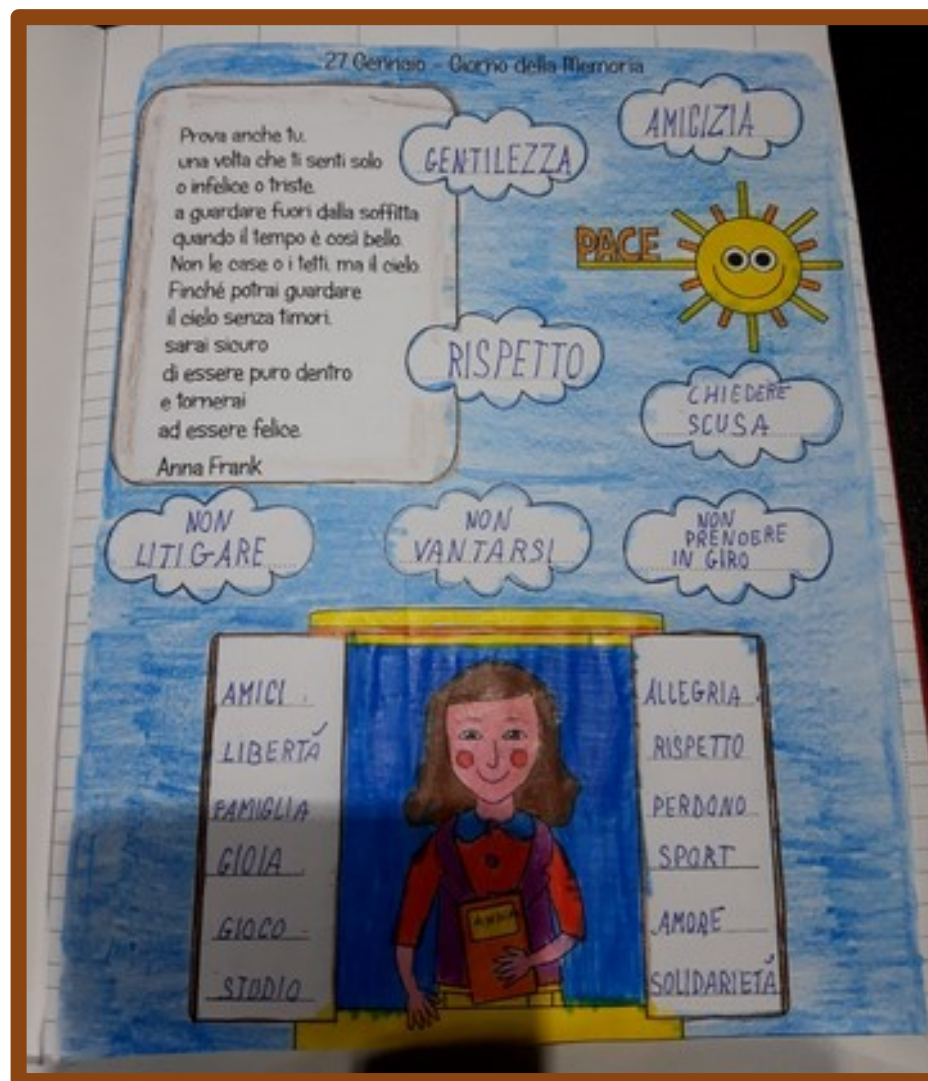 27 Gennaio - Giorno della Memoria
Prova anche tu,
una volta che ti senti solo
o infelice o triste,
a guardare fuori dalla soffitta
quando il tempo è così bello.
Non le case o i tetti, ma il cielo.
Finché potrai guardare
il cielo senza timori,
sarai sicuro
di essere puro dentro
e tornerai
ad essere felice.
Anna Frank
GENTILEZZA
AMICIZIA
PACE
RISPETTO
CHIEDERE
SCUSA
NON
LITIGARE
NON
VANTARSI
NON
PRENDERE
IN GIRO
AMICI
LIBERTÁ
FAMIGLIA
GIOIA
GIOCO
STUDIO
ANNA
ALLEGRIA
RISPETTO
PERDONO
SPORT
AMORE
SOLIDARIETÁ